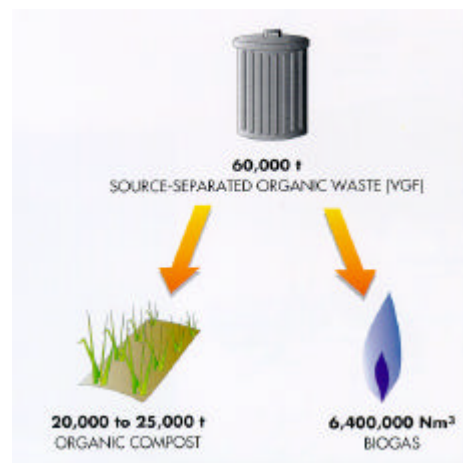 60,000 t
SOURCE-SEPARATED ORGANIC WASTE [VGF]
20,000 to 25,000 t
ORGANIC COMPOST
6,400,000 Nm³
BIOGAS